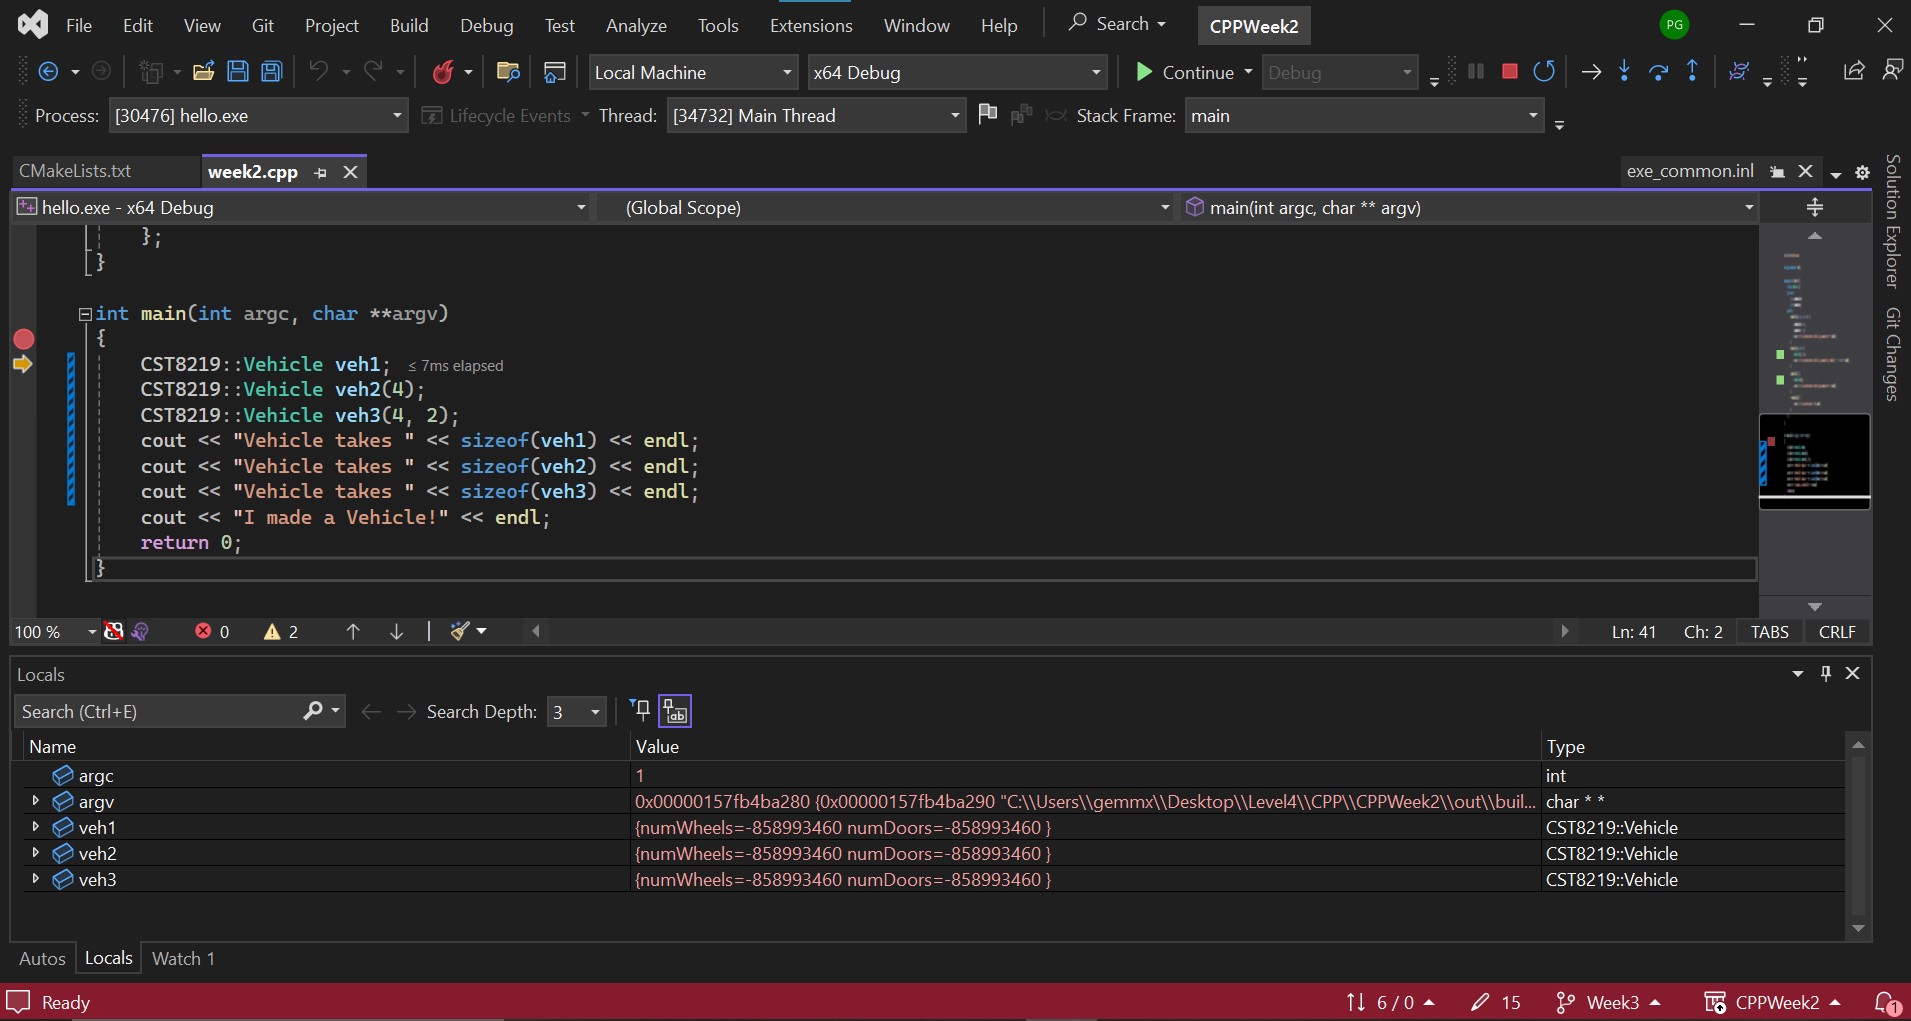 File Edit View Git Project Build Debug Test Analyze Tools Extensions Window Help Search CPPWeek2 PG
Local Machine x64 Debug Continue Debug
Process: [30476] hello.exe Lifecycle Events Thread: [34732] Main Thread Stack Frame: main
CMakeLists.txt week2.cpp exe_common.inl
hello.exe - x64 Debug (Global Scope) main(int argc, char ** argv)
};
}
int main(int argc, char **argv)
{
CST8219::Vehicle veh1; ≤ 7ms elapsed
CST8219::Vehicle veh2(4);
CST8219::Vehicle veh3(4, 2);
cout << "Vehicle takes " << sizeof(veh1) << endl;
cout << "Vehicle takes " << sizeof(veh2) << endl;
cout << "Vehicle takes " << sizeof(veh3) << endl;
cout << "I made a Vehicle!" << endl;
return 0;
}
Solution Explorer
Git Changes
100 % 0 2 Ln: 41 Ch: 2 TABS CRLF
Locals
Search (Ctrl+E) Search Depth: 3
Name Value Type
argc 1 int
argv 0x00000157fb4ba280 {0x00000157fb4ba290 "C:\\Users\\gemmx\\Desktop\\Level4\\CPP\\CPPWeek2\\out\\buil... char * *
veh1 {numWheels=-858993460 numDoors=-858993460 } CST8219::Vehicle
veh2 {numWheels=-858993460 numDoors=-858993460 } CST8219::Vehicle
veh3 {numWheels=-858993460 numDoors=-858993460 } CST8219::Vehicle
Autos Locals Watch 1
Ready 6 / 0 15 Week3 CPPWeek2 1